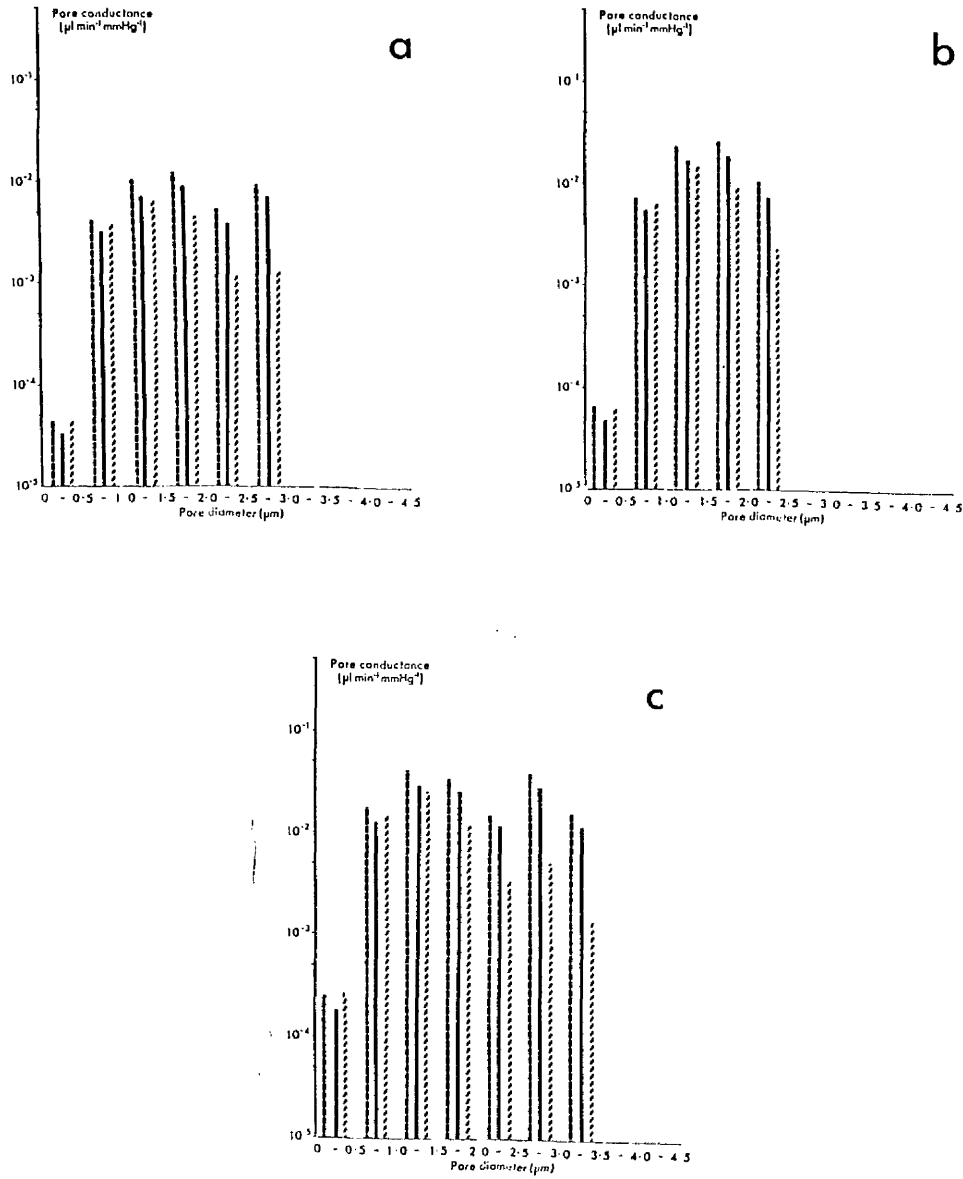 Pore conductance
(µl min⁻¹ mmHg⁻¹)
a
10⁻²
10⁻³
10⁻⁴
0 - 0·5 - 1 0 - 1·5 - 2·0 - 2·5 - 3·0 - 3·5 - 4·0 - 4·5
Pore diameter (µm)
Pore conductance
(µl min⁻¹ mmHg⁻¹)
b
10⁻¹
10⁻²
10⁻³
10⁻⁴
0 - 0·5 - 1·0 - 1·5 - 2·0 - 2·5 - 3 0 - 3 5 - 4·0 - 4 5
Pore diameter (µm)
Pore conductance
(µl min⁻¹ mmHg⁻¹)
c
10⁻¹
10⁻²
10⁻³
10⁻⁴
10⁻⁵
0 - 0·5 - 1·0 - 1·5 - 2 0 - 2·5 - 3·0 - 3·5 - 4 0 - 4 5
Pore diameter (µm)